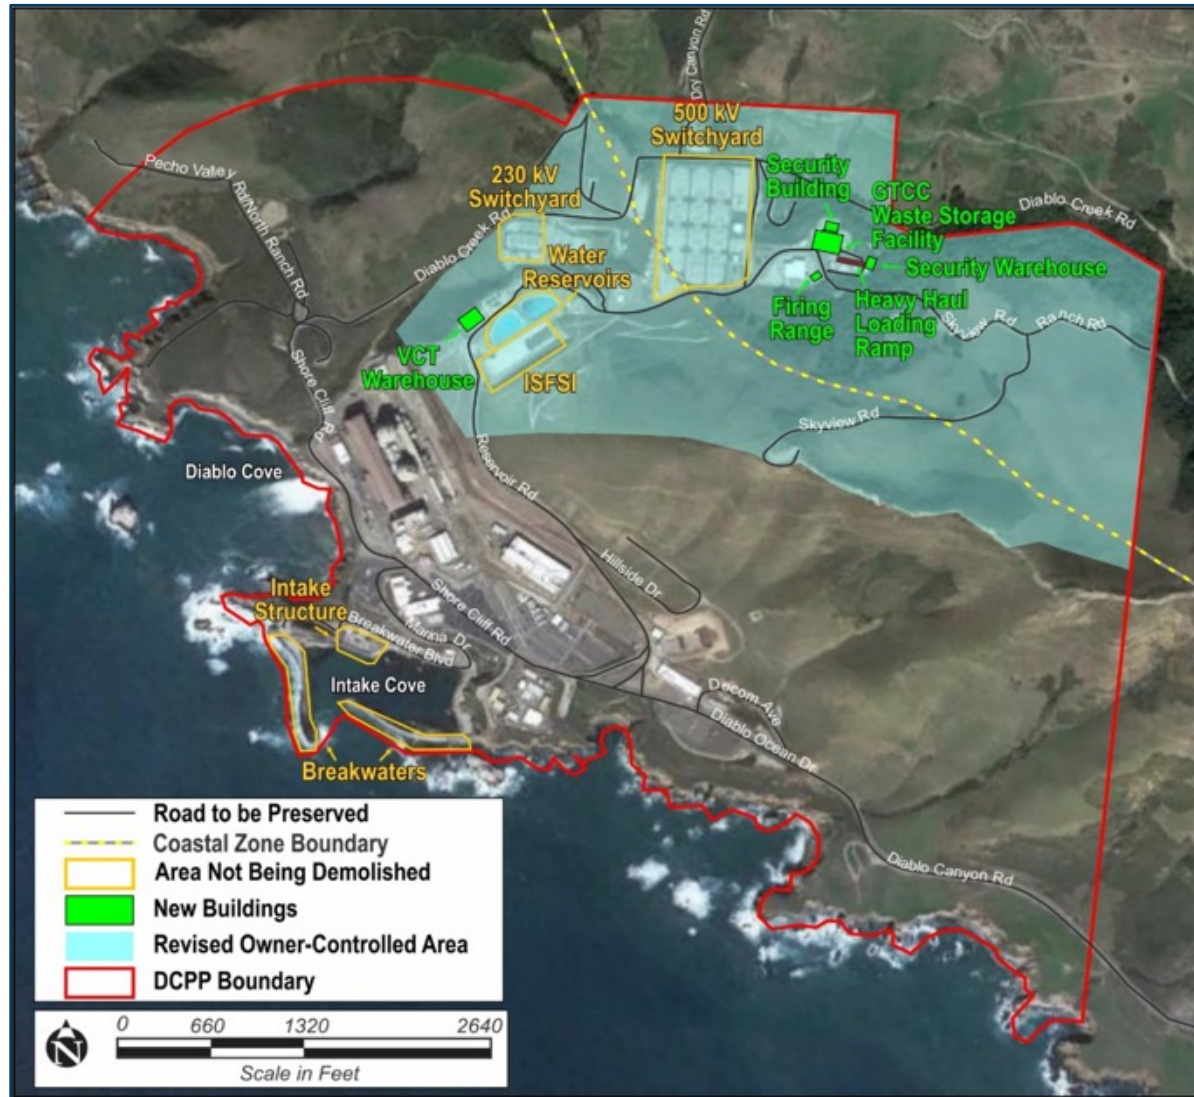 Dry Canyon Rd
500 kV
Switchyard
Pecho Valley Rd/North Ranch Rd
230 kV
Switchyard
Security
Building
GTCC
Waste Storage
Facility
Diablo Creek Rd
Diablo Creek Rd
Water
Reservoirs
Security Warehouse
Firing
Range
Heavy Haul
Loading
Ramp
Skyview Rd
Ranch Rd
VCT
Warehouse
ISFSI
Shore Cliff Rd
Skyview Rd
Diablo Cove
Reservoir Rd
Hillside Dr
Intake
Structure
Shore Cliff Rd
Marina Dr
Breakwater Blvd
Intake Cove
Decom Ave
Diablo Ocean Dr
Breakwaters
Diablo Canyon Rd
Road to be Preserved
Coastal Zone Boundary
Area Not Being Demolished
New Buildings
Revised Owner-Controlled Area
DCPP Boundary
N
0 660 1320 2640
Scale in Feet